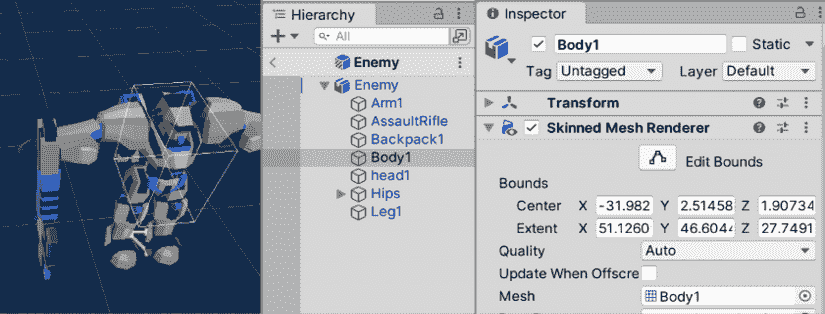 Hierarchy
All
Enemy
Enemy
Arm1
AssaultRifle
Backpack1
Body1
head1
Hips
Leg1
Inspector
Body1 Static
Tag Untagged Layer Default
Transform
Skinned Mesh Renderer
Edit Bounds
Bounds
Center X -31.982 Y 2.51458 Z 1.90734
Extent X 51.1260 Y 46.6044 Z 27.7491
Quality Auto
Update When Offscre
Mesh Body1